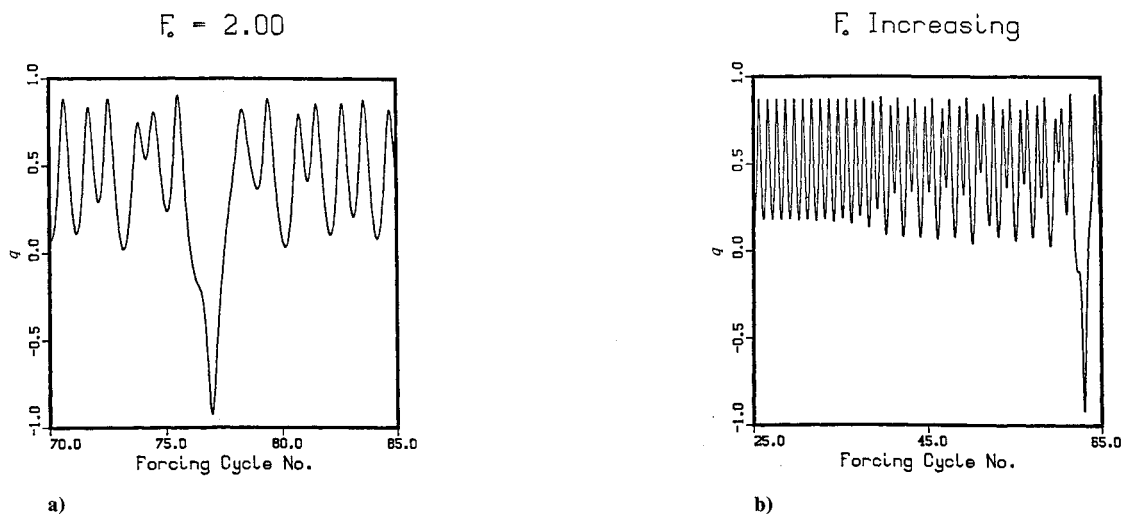 F₀ = 2.00
1.0
0.5
q
0.0
-0.5
-1.0
70.0 75.0 80.0 85.0
Forcing Cycle No.
a)
F₀ Increasing
1.0
0.5
q
0.0
-0.5
-1.0
25.0 45.0 65.0
Forcing Cycle No.
b)